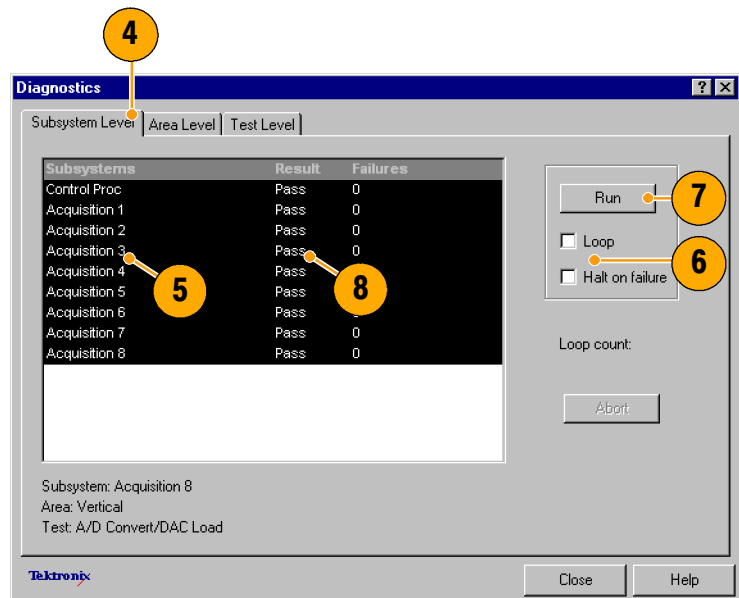 4
Diagnostics
Subsystem Level Area Level Test Level
Subsystems Result Failures
Control Proc Pass 0
Acquisition 1 Pass 0
Acquisition 2 Pass 0
Acquisition 3 Pass 0
Acquisition 4 Pass
Acquisition 5 Pass
Acquisition 6 Pass
Acquisition 7 Pass 0
Acquisition 8 Pass 0
5
8
Run
7
Loop
6
Halt on failure
Loop count:
Abort
Subsystem: Acquisition 8
Area: Vertical
Test: A/D Convert/DAC Load
Tektronix
Close Help